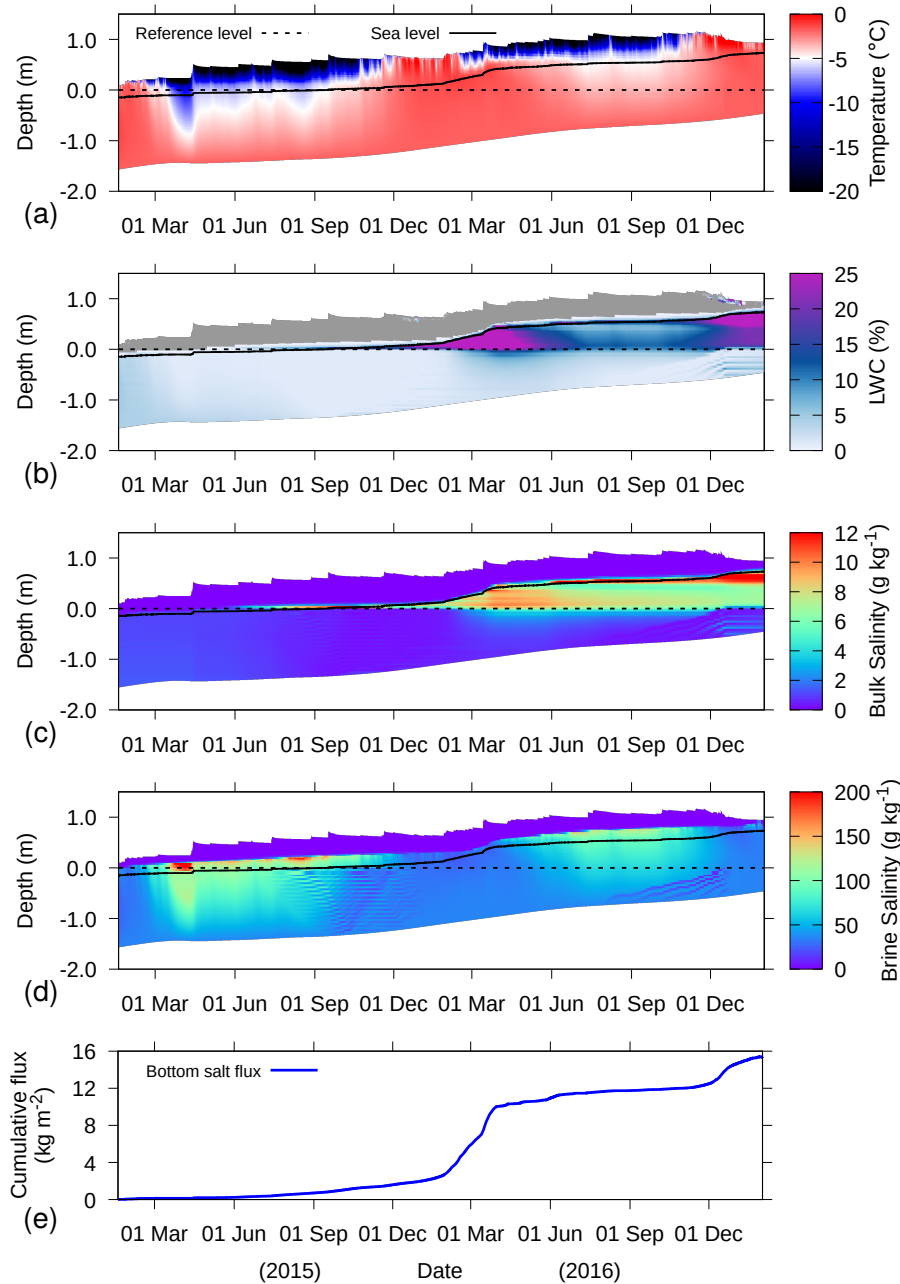 Reference level Sea level
1.0
0.0
-1.0
-2.0
Depth (m)
0
-5
-10
-15
-20
Temperature (°C)
(a)
01 Mar 01 Jun 01 Sep 01 Dec 01 Mar 01 Jun 01 Sep 01 Dec
1.0
0.0
-1.0
-2.0
Depth (m)
25
20
15
10
5
0
LWC (%)
(b)
01 Mar 01 Jun 01 Sep 01 Dec 01 Mar 01 Jun 01 Sep 01 Dec
1.0
0.0
-1.0
-2.0
Depth (m)
12
10
8
6
4
2
0
Bulk Salinity (g kg-1)
(c)
01 Mar 01 Jun 01 Sep 01 Dec 01 Mar 01 Jun 01 Sep 01 Dec
1.0
0.0
-1.0
-2.0
Depth (m)
200
150
100
50
0
Brine Salinity (g kg-1)
(d)
01 Mar 01 Jun 01 Sep 01 Dec 01 Mar 01 Jun 01 Sep 01 Dec
Bottom salt flux
16
12
8
4
0
Cumulative flux
(kg m-2)
(e)
01 Mar 01 Jun 01 Sep 01 Dec 01 Mar 01 Jun 01 Sep 01 Dec
(2015) Date (2016)